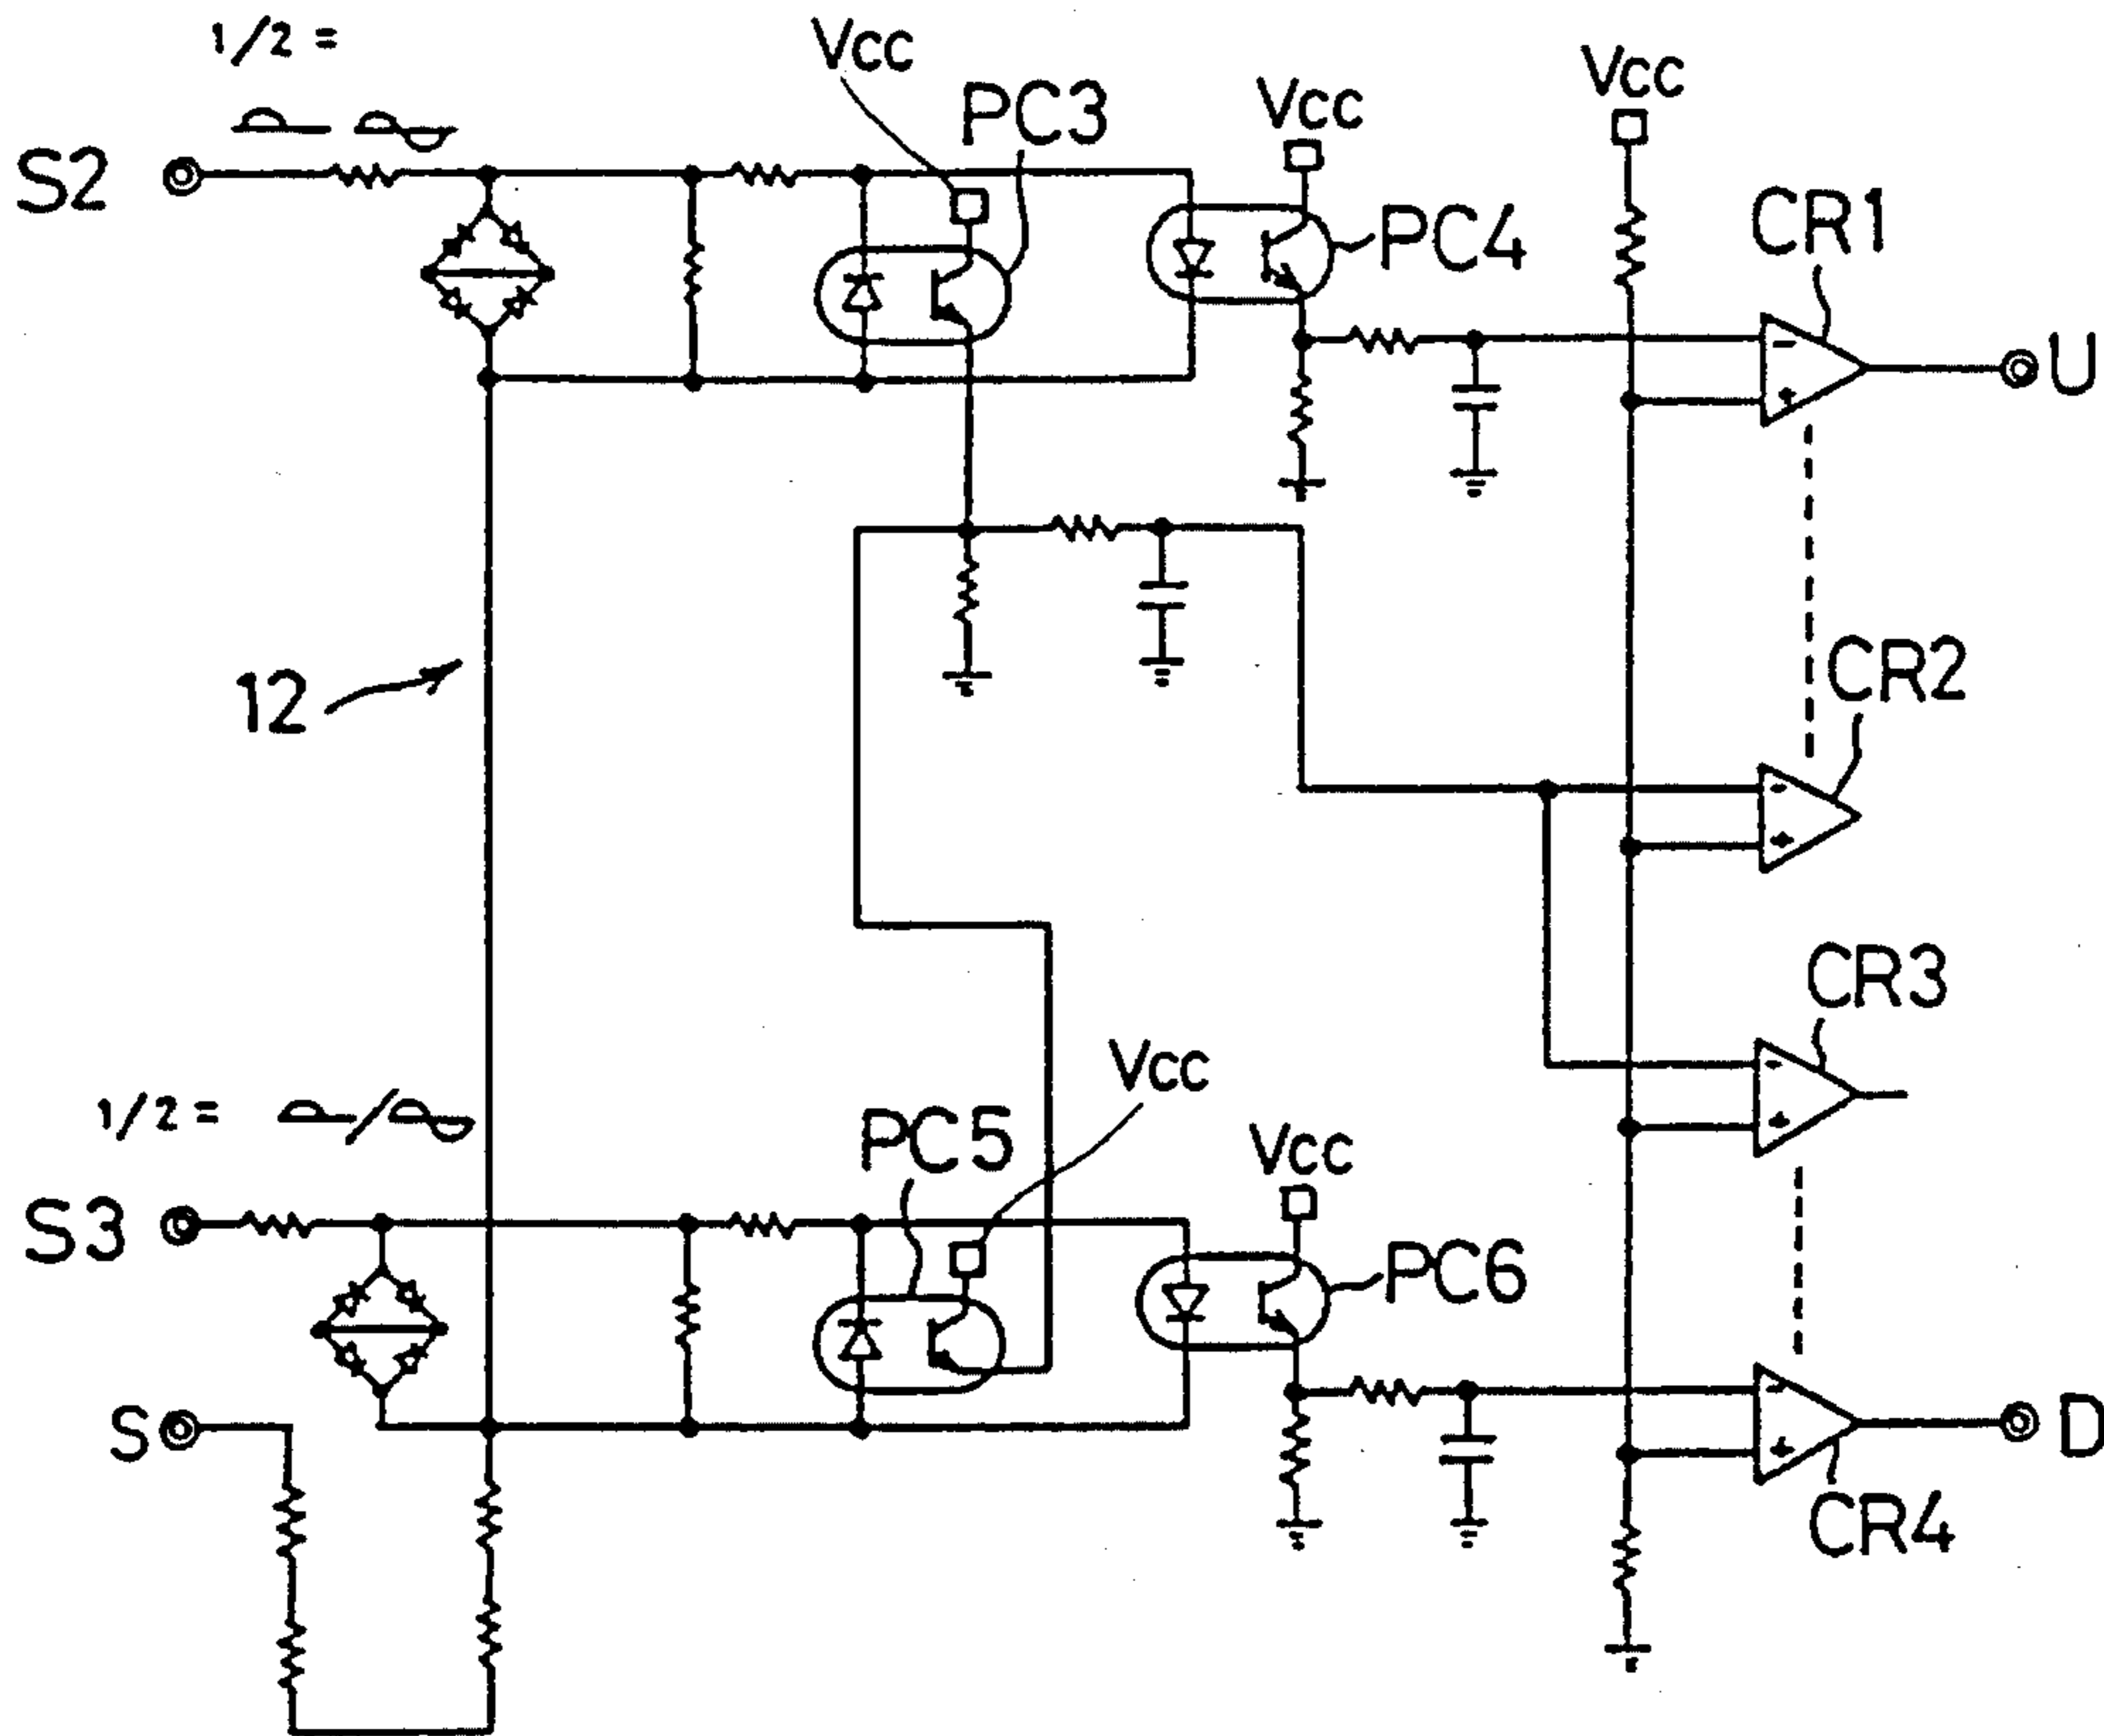 1/2 =
Vcc
PC3
Vcc
Vcc
S2
PC4
CR1
-
+
U
12
CR2
-
+
CR3
-
+
Vcc
1/2 =
/
PC5
Vcc
S3
PC6
S
-
+
D
CR4